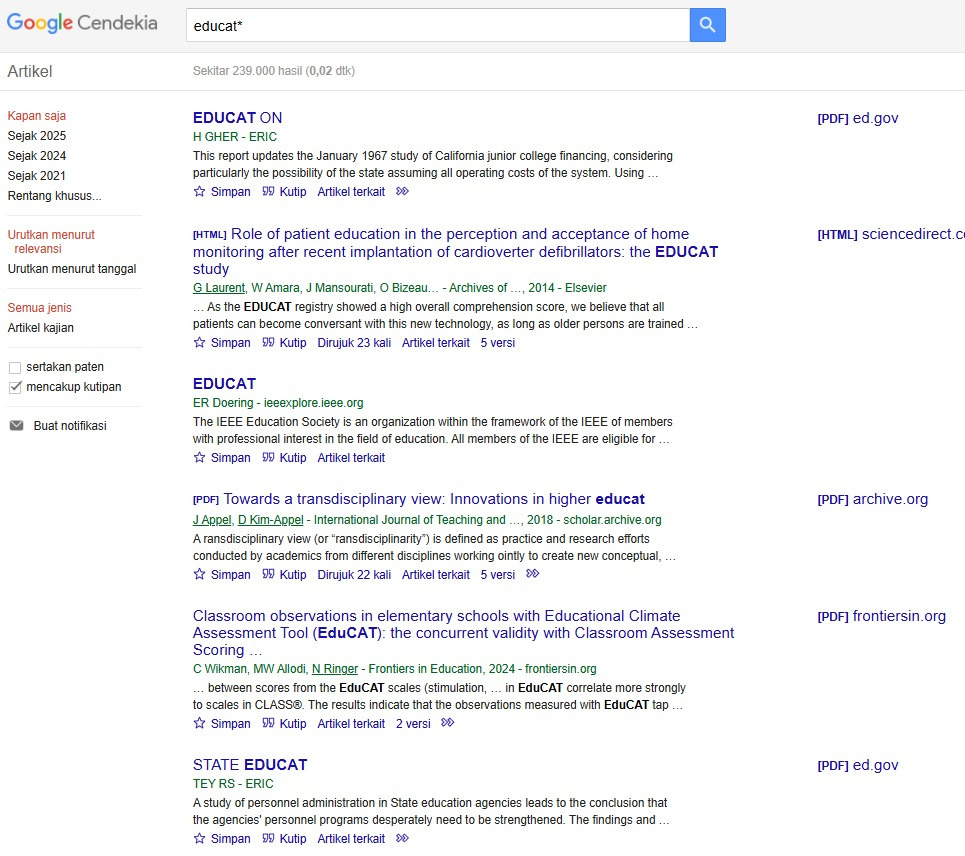 Google Cendekia
educat*
Artikel
Sekitar 239.000 hasil (0,02 dtk)
Kapan saja
Sejak 2025
Sejak 2024
Sejak 2021
Rentang khusus...
Urutkan menurut
relevansi
Urutkan menurut tanggal
Semua jenis
Artikel kajian
sertakan paten
mencakup kutipan
Buat notifikasi
EDUCAT ON
[PDF] ed.gov
H GHER - ERIC
This report updates the January 1967 study of California junior college financing, considering
particularly the possibility of the state assuming all operating costs of the system. Using …
Simpan Kutip Artikel terkait
[HTML] Role of patient education in the perception and acceptance of home
monitoring after recent implantation of cardioverter defibrillators: the EDUCAT
study
[HTML] sciencedirect.c
G Laurent, W Amara, J Mansourati, O Bizeau… - Archives of …, 2014 - Elsevier
… As the EDUCAT registry showed a high overall comprehension score, we believe that all
patients can become conversant with this new technology, as long as older persons are trained …
Simpan Kutip Dirujuk 23 kali Artikel terkait 5 versi
EDUCAT
ER Doering - ieeexplore.ieee.org
The IEEE Education Society is an organization within the framework of the IEEE of members
with professional interest in the field of education. All members of the IEEE are eligible for …
Simpan Kutip Artikel terkait
[PDF] Towards a transdisciplinary view: Innovations in higher educat
[PDF] archive.org
J Appel, D Kim-Appel - International Journal of Teaching and …, 2018 - scholar.archive.org
A ransdisciplinary view (or “ransdisciplinarity”) is defined as practice and research efforts
conducted by academics from different disciplines working ointly to create new conceptual, …
Simpan Kutip Dirujuk 22 kali Artikel terkait 5 versi
Classroom observations in elementary schools with Educational Climate
Assessment Tool (EduCAT): the concurrent validity with Classroom Assessment
Scoring …
[PDF] frontiersin.org
C Wikman, MW Allodi, N Ringer - Frontiers in Education, 2024 - frontiersin.org
… between scores from the EduCAT scales (stimulation, … in EduCAT correlate more strongly
to scales in CLASS®. The results indicate that the observations measured with EduCAT tap …
Simpan Kutip Artikel terkait 2 versi
STATE EDUCAT
[PDF] ed.gov
TEY RS - ERIC
A study of personnel administration in State education agencies leads to the conclusion that
the agencies' personnel programs desperately need to be strengthened. The findings and …
Simpan Kutip Artikel terkait